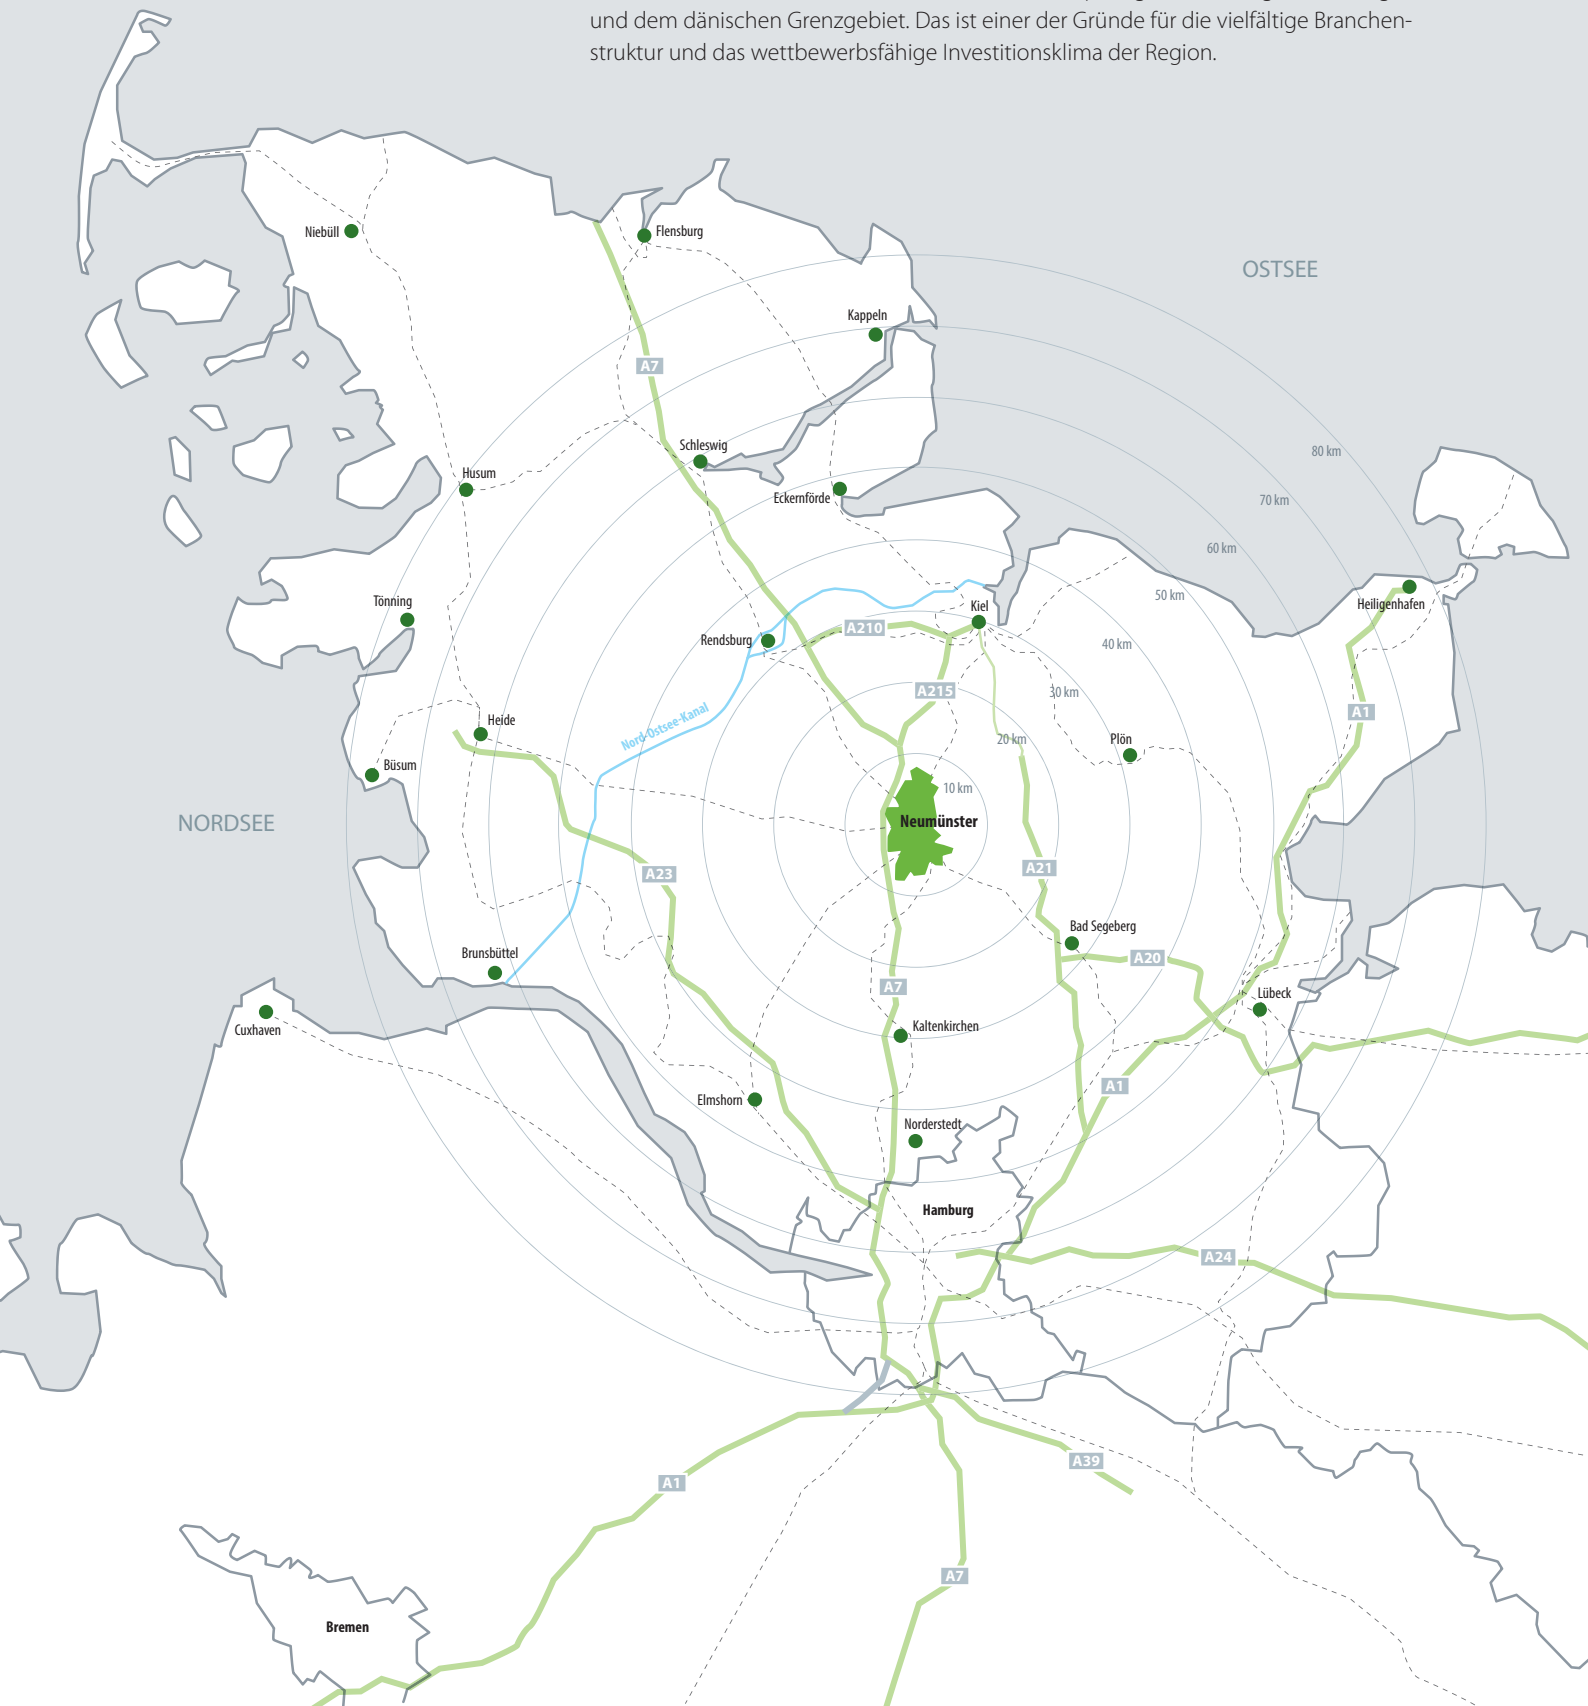 und dem dänischen Grenzgebiet. Das ist einer der Gründe für die vielfältige Branchen-
struktur und das wettbewerbsfähige Investitionsklima der Region.
Niebüll
Flensburg
OSTSEE
Kappeln
A7
Schleswig
80 km
Husum
Eckernförde
70 km
60 km
Tönning
50 km
Heiligenhafen
Kiel
A210
Rendsburg
40 km
A215
30 km
Nord-Ostsee-Kanal
A1
Heide
20 km
Plön
Büsum
10 km
NORDSEE
Neumünster
A23
A21
Bad Segeberg
Brunsbüttel
A20
A7
Lübeck
Cuxhaven
Kaltenkirchen
A1
Elmshorn
Norderstedt
Hamburg
A24
A39
A1
A7
Bremen